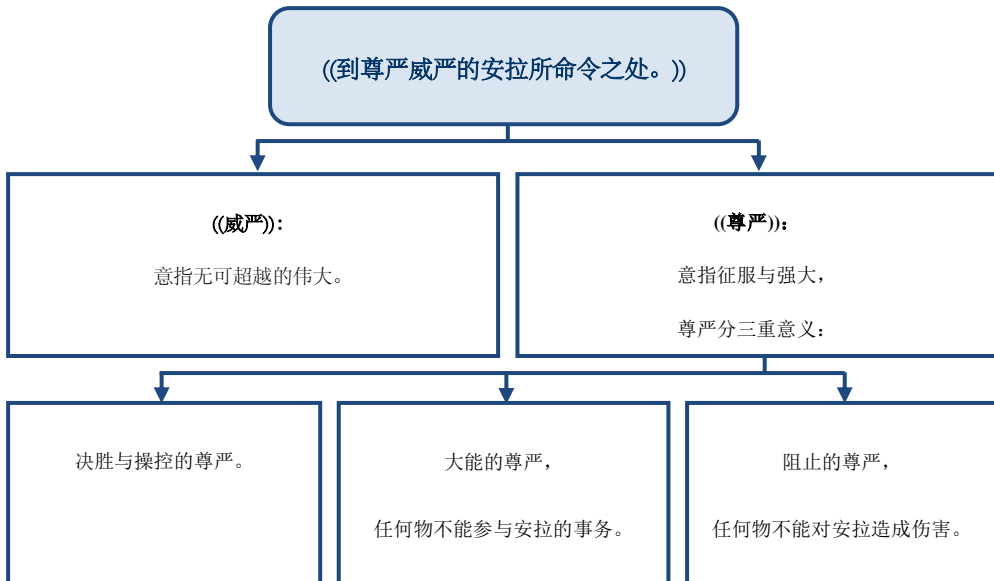 ((到尊严威严的安拉所命令之处。))
((威严)):
意指无可超越的伟大。
((尊严)):
意指征服与强大，
尊严分三重意义：
决胜与操控的尊严。
大能的尊严，
任何物不能参与安拉的事务。
阻止的尊严，
任何物不能对安拉造成伤害。